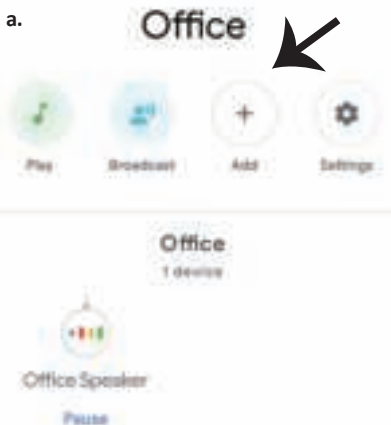 a.
Office
Play Broadcast Add Settings
Office
1 device
Office Speaker
Pause